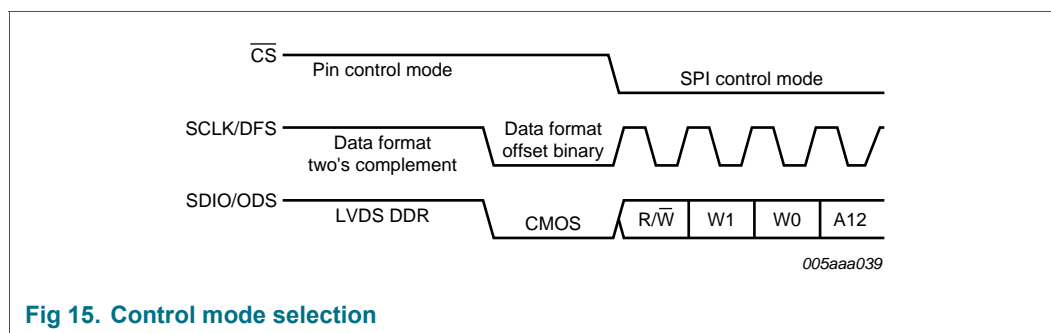 CS
Pin control mode
SPI control mode
SCLK/DFS
Data format
two's complement
Data format
offset binary
SDIO/ODS
LVDS DDR
CMOS
R/W̅
W1
W0
A12
005aaa039
Fig 15. Control mode selection